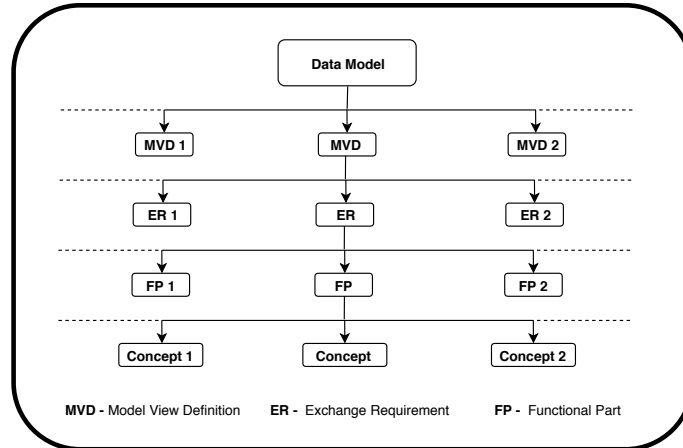 Data Model
MVD 1 MVD MVD 2
ER 1 ER ER 2
FP 1 FP FP 2
Concept 1 Concept Concept 2
MVD - Model View Definition ER - Exchange Requirement FP - Functional Part